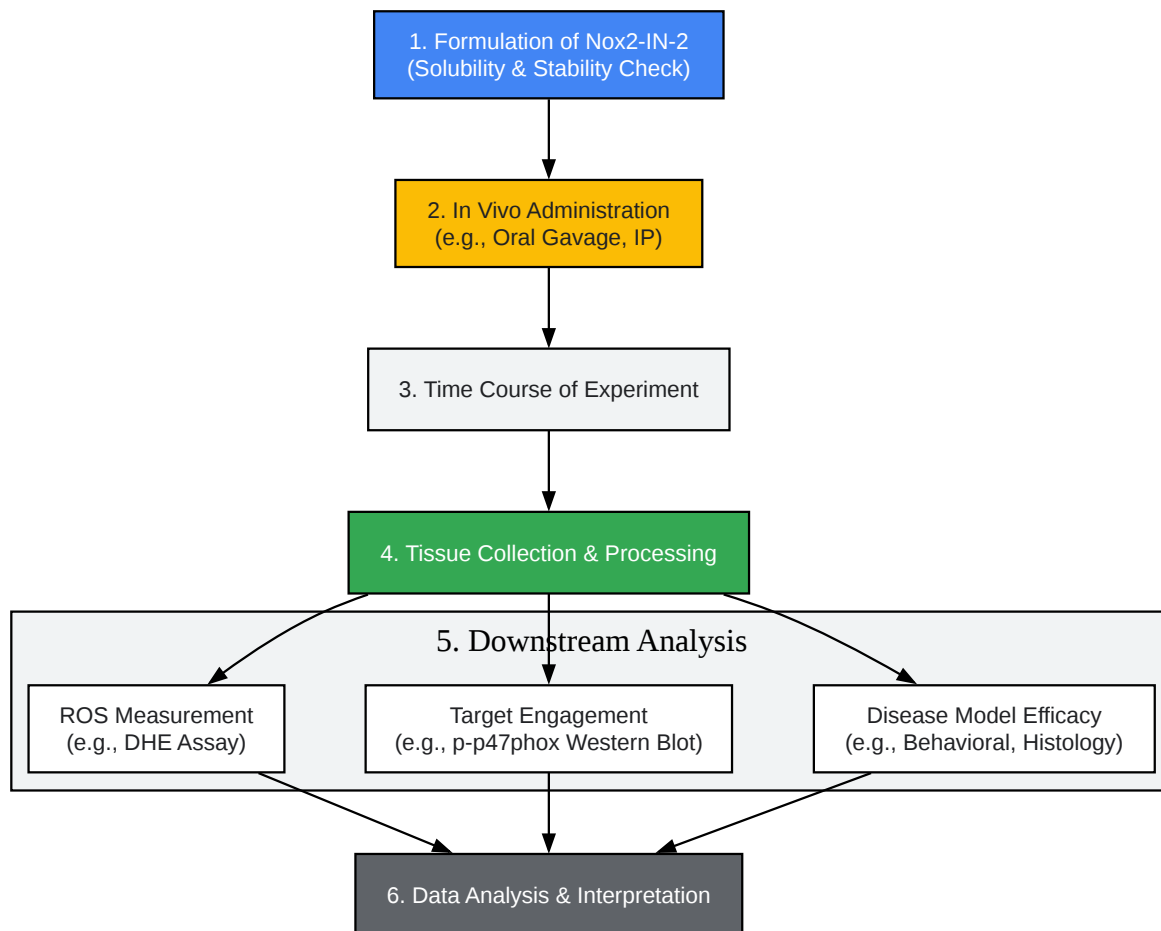 1. Formulation of Nox2-IN-2
(Solubility & Stability Check)
2. In Vivo Administration
(e.g., Oral Gavage, IP)
3. Time Course of Experiment
4. Tissue Collection & Processing
5. Downstream Analysis
ROS Measurement
(e.g., DHE Assay)
Target Engagement
(e.g., p-p47phox Western Blot)
Disease Model Efficacy
(e.g., Behavioral, Histology)
6. Data Analysis & Interpretation